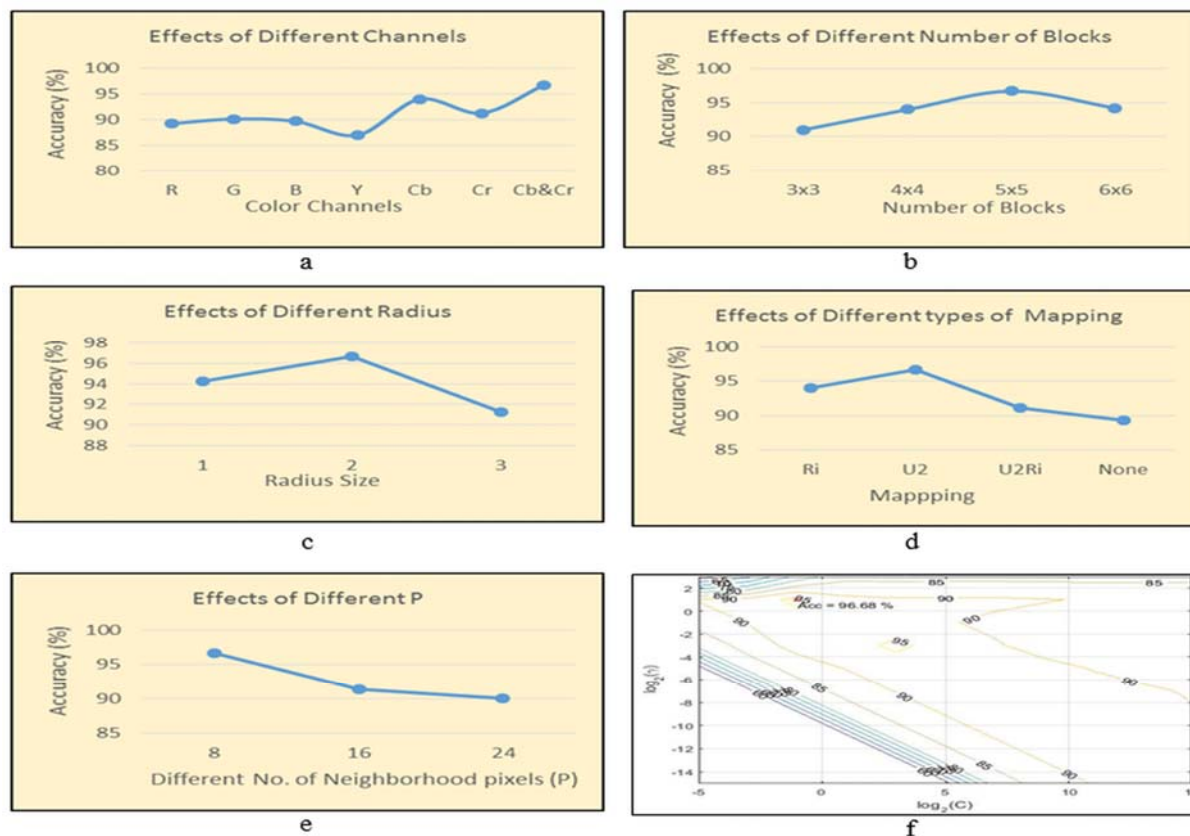 Effects of Different Channels
Accuracy (%)
100
95
90
85
80
R G B Y Cb Cr Cb&Cr
Color Channels
a
Effects of Different Number of Blocks
Accuracy (%)
100
95
90
85
3x3 4x4 5x5 6x6
Number of Blocks
b
Effects of Different Radius
Accuracy (%)
98
96
94
92
90
88
1 2 3
Radius Size
c
Effects of Different types of Mapping
Accuracy (%)
100
95
90
85
Ri U2 U2Ri None
Mappping
d
Effects of Different P
Accuracy (%)
100
95
90
85
8 16 24
Different No. of Neighborhood pixels (P)
e
log₂(γ)
2
0
-2
-4
-6
-8
-10
-12
-14
85 85
90 90
95
Acc = 96.68 %
90
90
95
90
85
90
85
90
-5 0 5 10
log₂(C)
f